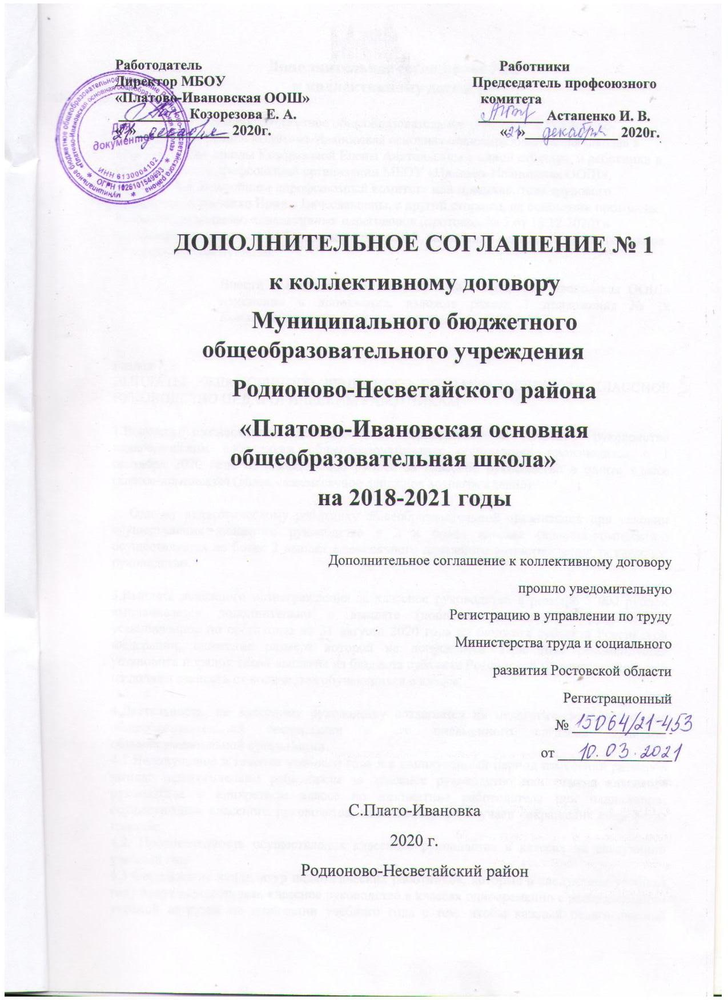 Работодатель
Директор МБОУ
«Платово-Ивановская ООШ»
Козорезова Е. А.
«21» декабря 2020г.
Работники
Председатель профсоюзного
комитета
Астапенко И. В.
«21» декабря 2020г.
Для
документов
ИНН 6130004102
ОГРН 1026101549693
ДОПОЛНИТЕЛЬНОЕ СОГЛАШЕНИЕ № 1
к коллективному договору
Муниципального бюджетного
общеобразовательного учреждения
Родионово-Несветайского района
«Платово-Ивановская основная
общеобразовательная школа»
на 2018-2021 годы
Дополнительное соглашение к коллективному договору
прошло уведомительную
Регистрацию в управлении по труду
Министерства труда и социального
развития Ростовской области
Регистрационный
№ 15064/21-453
от 10.03.2021
С.Плато-Ивановка
2020 г.
Родионово-Несветайский район